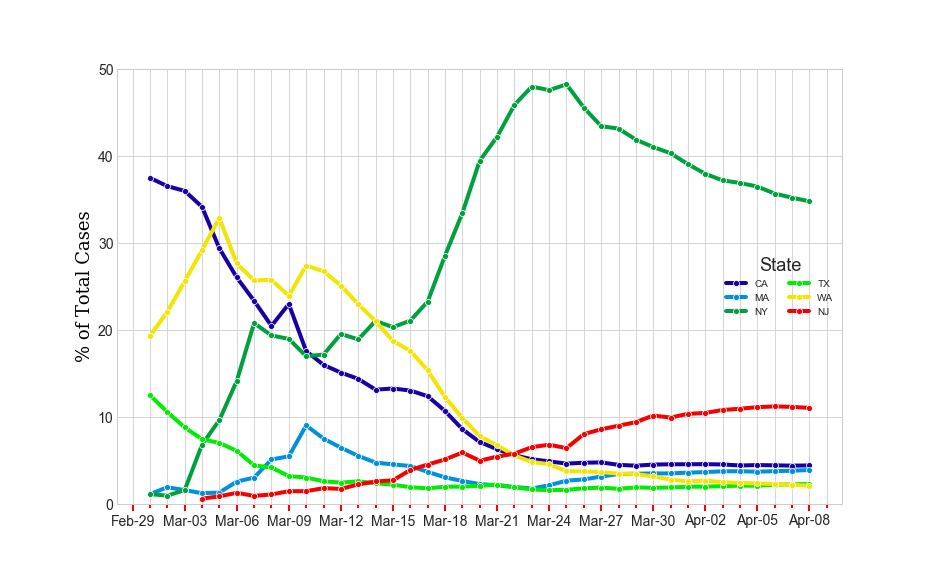 50
40
30
20
10
0
% of Total Cases
State
CA TX
MA WA
NY NJ
Feb-29 Mar-03 Mar-06 Mar-09 Mar-12 Mar-15 Mar-18 Mar-21 Mar-24 Mar-27 Mar-30 Apr-02 Apr-05 Apr-08